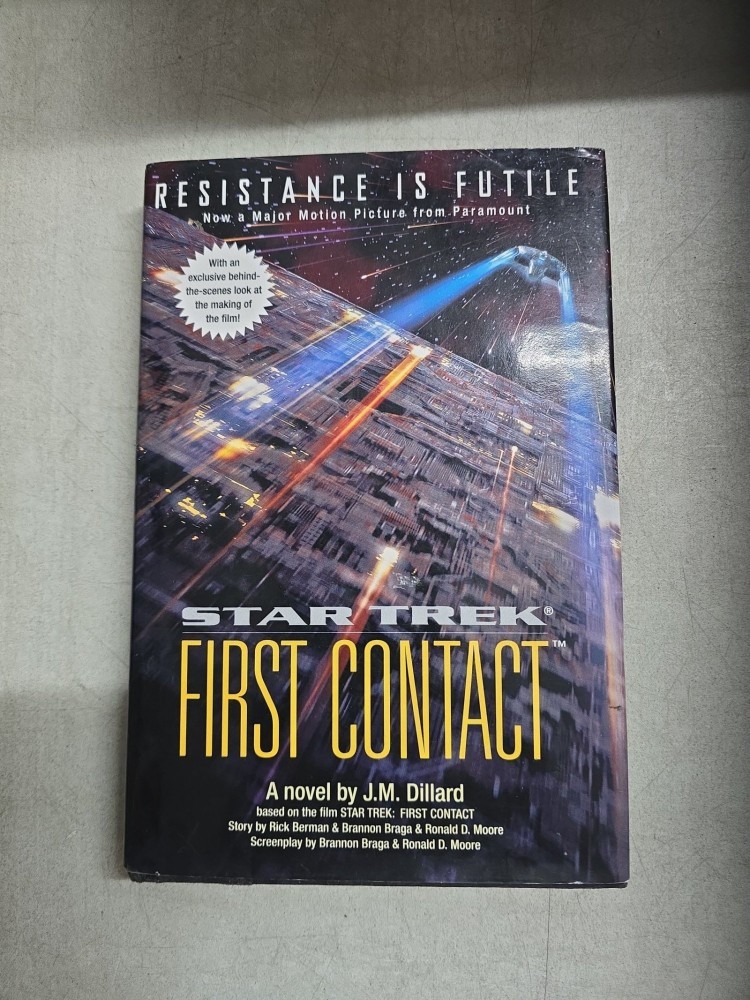 RESISTANCE IS FUTILE
Now a Major Motion Picture from Paramount
With an
exclusive behind-
the-scenes look at
the making of
the film!
STAR TREK®
FIRST CONTACT™
A novel by J.M. Dillard
based on the film STAR TREK: FIRST CONTACT
Story by Rick Berman & Brannon Braga & Ronald D. Moore
Screenplay by Brannon Braga & Ronald D. Moore